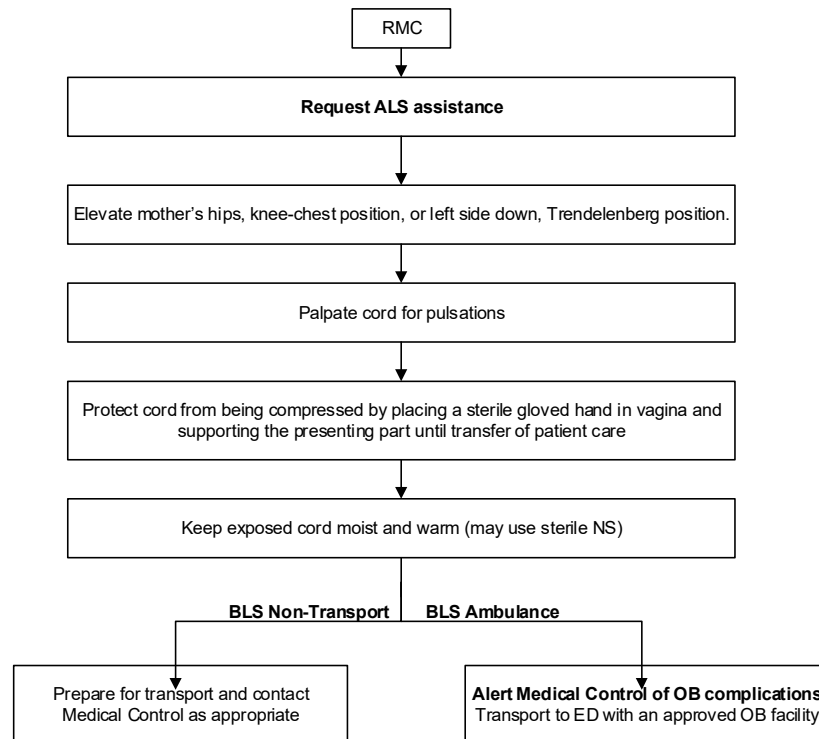 RMC
Request ALS assistance
Elevate mother’s hips, knee-chest position, or left side down, Trendelenberg position.
Palpate cord for pulsations
Protect cord from being compressed by placing a sterile gloved hand in vagina and
supporting the presenting part until transfer of patient care
Keep exposed cord moist and warm (may use sterile NS)
BLS Non-Transport
BLS Ambulance
Prepare for transport and contact
Medical Control as appropriate
Alert Medical Control of OB complications
Transport to ED with an approved OB facility